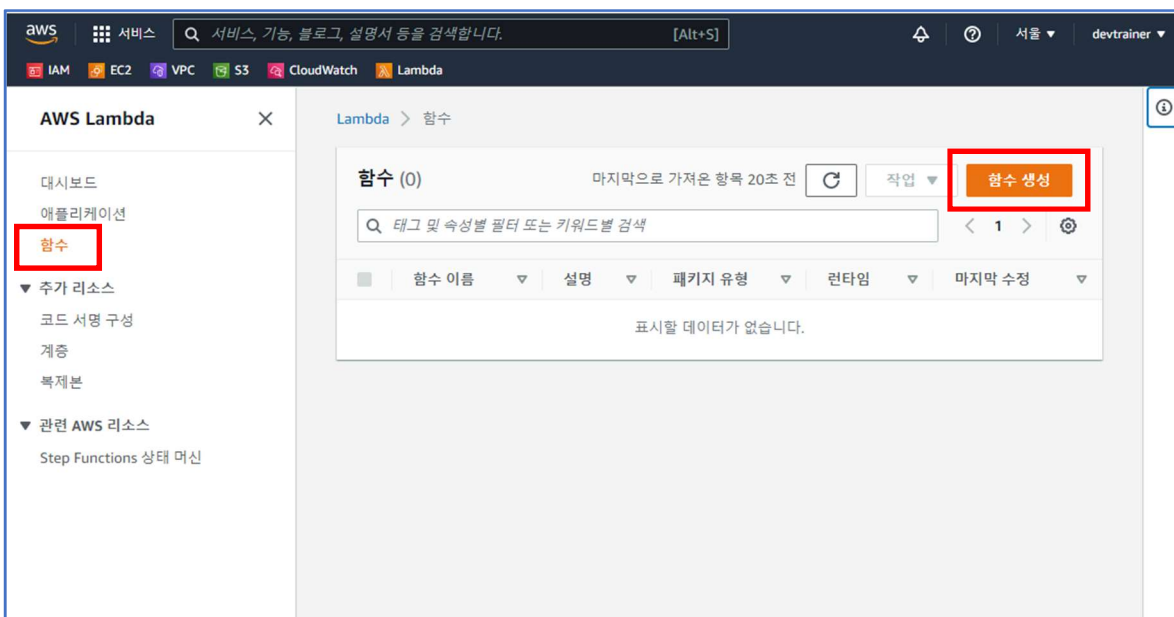 aws 서비스 서비스, 기능, 블로그, 설명서 등을 검색합니다. [Alt+S] 서울 ▼ devtrainer ▼
IAM EC2 VPC S3 CloudWatch Lambda
AWS Lambda
대시보드
애플리케이션
함수
▼ 추가 리소스
코드 서명 구성
계층
복제본
▼ 관련 AWS 리소스
Step Functions 상태 머신
Lambda > 함수
함수 (0) 마지막으로 가져온 항목 20초 전 작업 ▼ 함수 생성
태그 및 속성별 필터 또는 키워드별 검색 < 1 >
함수 이름 설명 패키지 유형 런타임 마지막 수정
표시할 데이터가 없습니다.